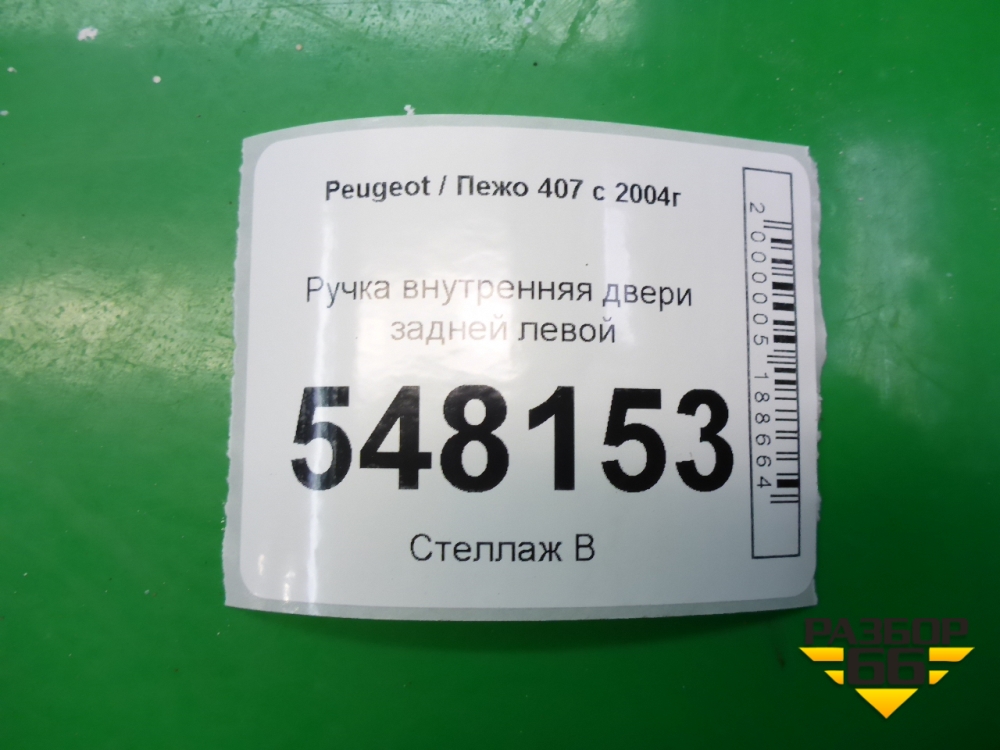 Peugeot / Пежо 407 с 2004г
Ручка внутренняя двери
задней левой
548153
Стеллаж В
2000005188664
РАЗБОР
66